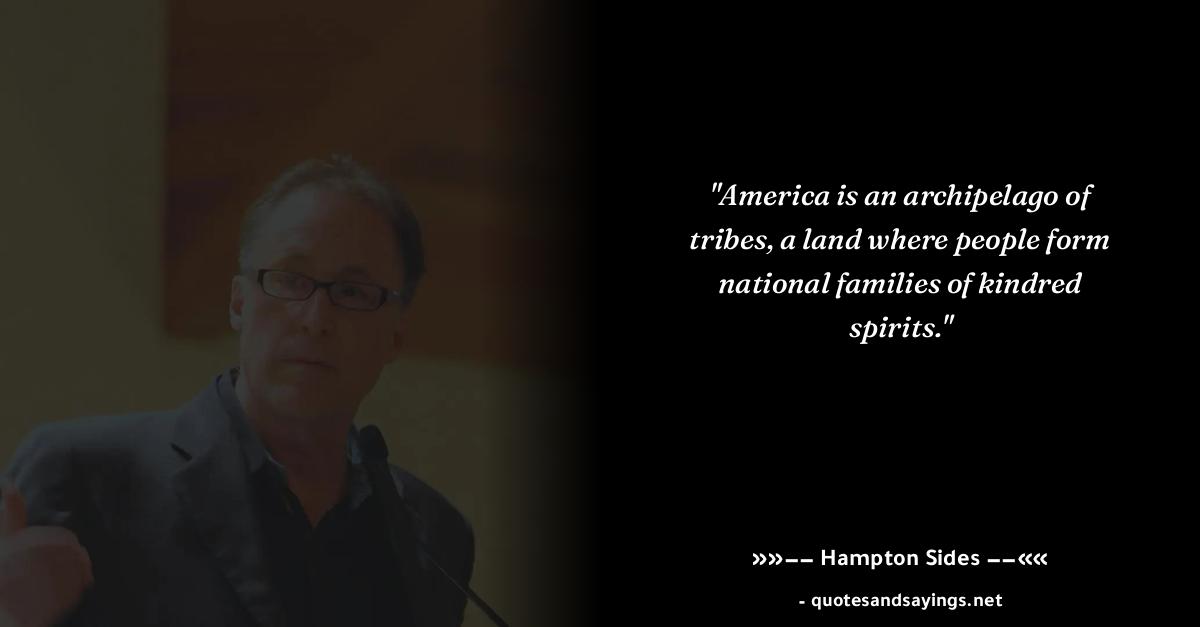 "America is an archipelago of
tribes, a land where people form
national families of kindred
spirits."
»»−− Hampton Sides −−««
- quotesandsayings.net